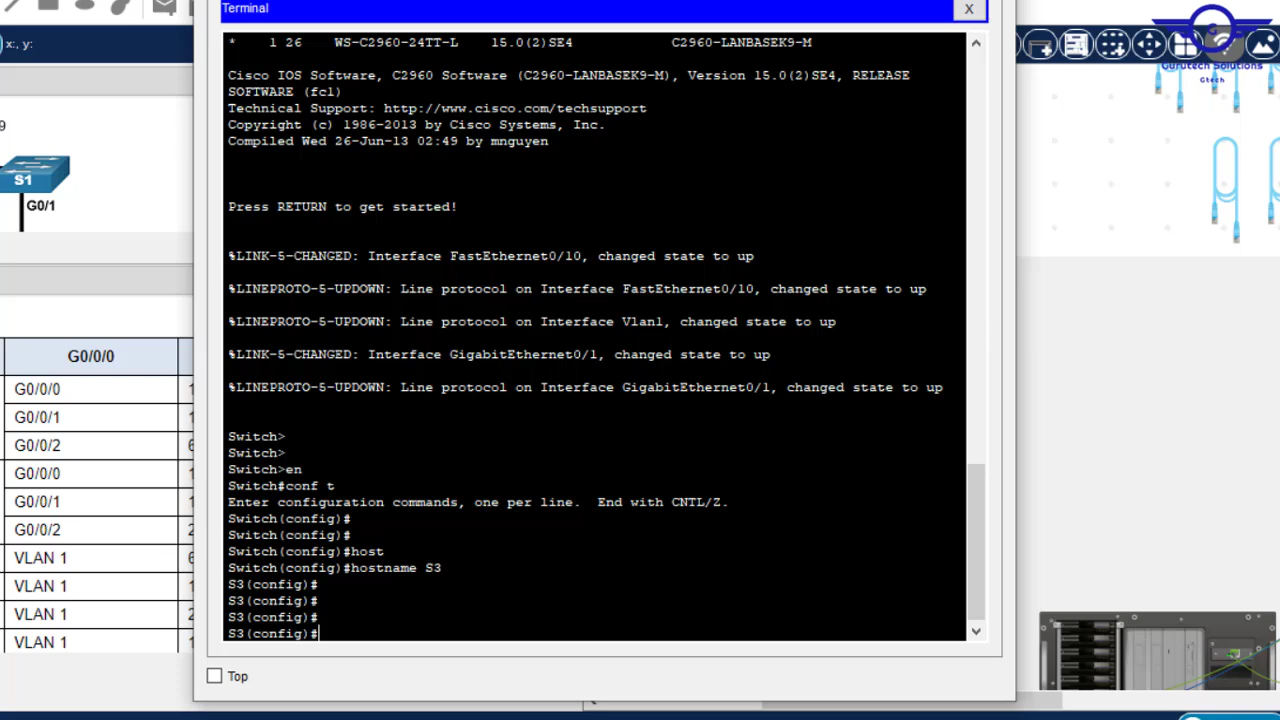 Terminal
x:, y:
Gurutech Solutions
Gtech
* 1 26 WS-C2960-24TT-L 15.0(2)SE4 C2960-LANBASEK9-M
Cisco IOS Software, C2960 Software (C2960-LANBASEK9-M), Version 15.0(2)SE4, RELEASE
SOFTWARE (fc1)
Technical Support: http://www.cisco.com/techsupport
Copyright (c) 1986-2013 by Cisco Systems, Inc.
Compiled Wed 26-Jun-13 02:49 by mnguyen
Press RETURN to get started!
%LINK-5-CHANGED: Interface FastEthernet0/10, changed state to up
%LINEPROTO-5-UPDOWN: Line protocol on Interface FastEthernet0/10, changed state to up
%LINEPROTO-5-UPDOWN: Line protocol on Interface Vlan1, changed state to up
%LINK-5-CHANGED: Interface GigabitEthernet0/1, changed state to up
%LINEPROTO-5-UPDOWN: Line protocol on Interface GigabitEthernet0/1, changed state to up
Switch>
Switch>
Switch>en
Switch#conf t
Enter configuration commands, one per line. End with CNTL/Z.
Switch(config)#
Switch(config)#
Switch(config)#host
Switch(config)#hostname S3
S3(config)#
S3(config)#
S3(config)#
S3(config)#
Top
9
S1
G0/1
G0/0/0
G0/0/0
G0/0/1
G0/0/2
G0/0/0
G0/0/1
G0/0/2
VLAN 1
VLAN 1
VLAN 1
VLAN 1